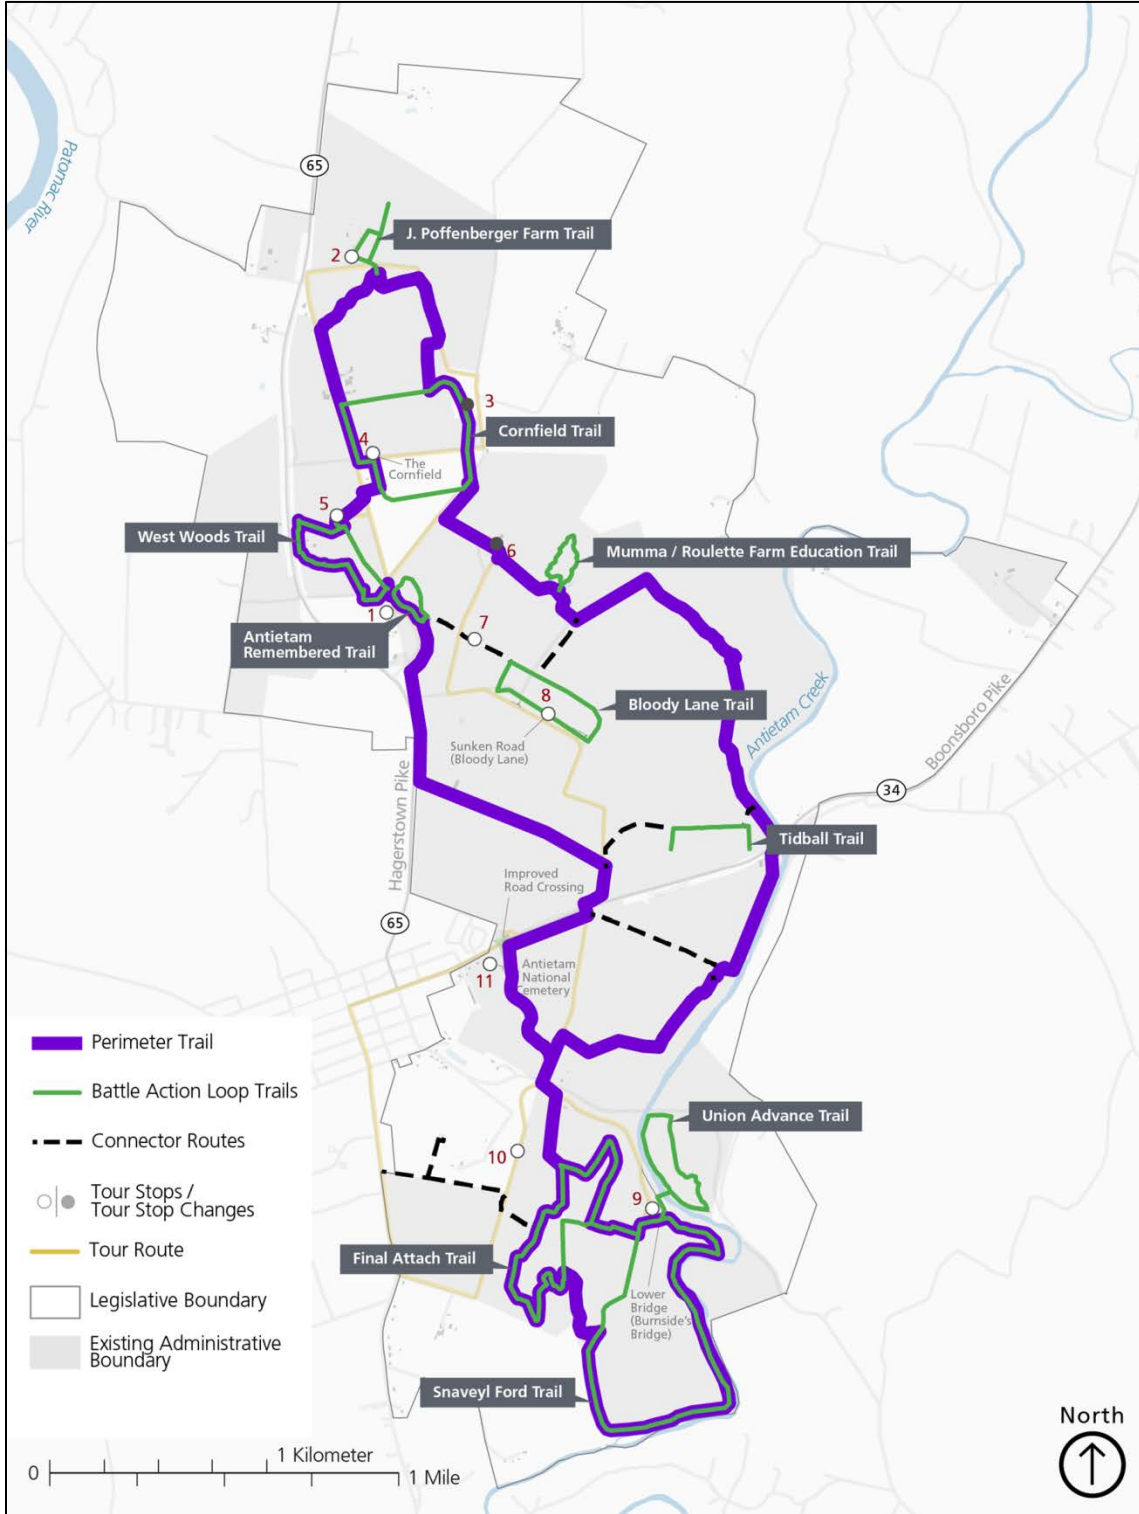 Patomac River
65
J. Poffenberger Farm Trail
2
3
Cornfield Trail
4
The
Cornfield
5
West Woods Trail
6
Mumma / Roulette Farm Education Trail
1
7
Antietam
Remembered Trail
8
Bloody Lane Trail
Sunken Road
(Bloody Lane)
Antietam Creek
Boonsboro Pike
34
Hagerstown Pike
Tidball Trail
Improved
Road Crossing
65
11
Antietam
National
Cemetery
Perimeter Trail
Battle Action Loop Trails
Connector Routes
Tour Stops /
Tour Stop Changes
Tour Route
Legislative Boundary
Existing Administrative
Boundary
Union Advance Trail
10
9
Final Attach Trail
Lower
Bridge
(Burnside's
Bridge)
Snaveyl Ford Trail
North
1 Kilometer
0
1 Mile